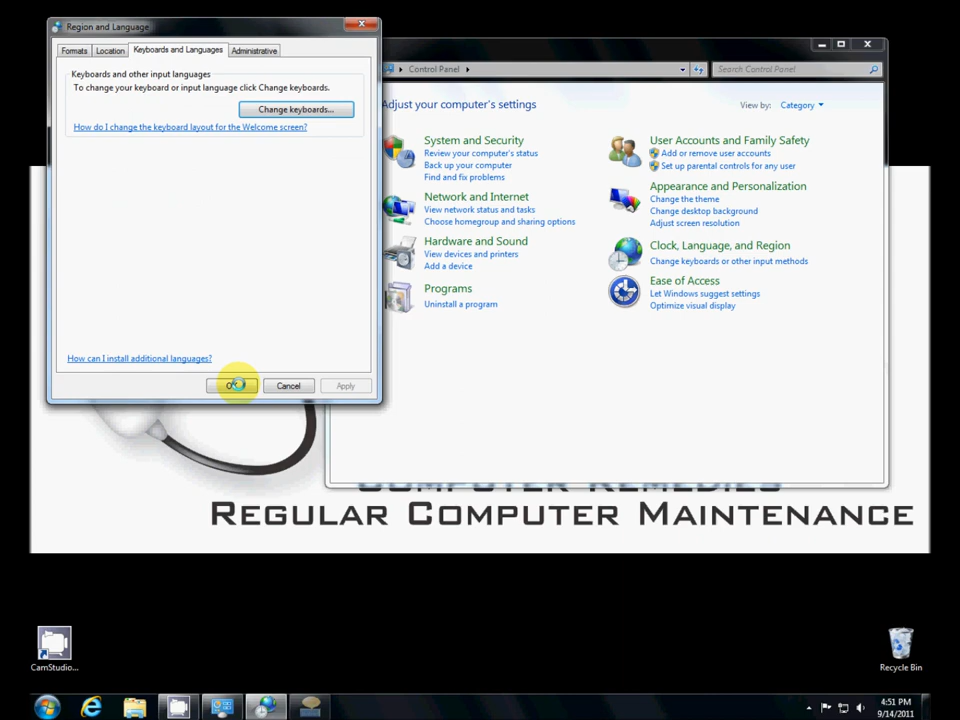 Region and Language
Formats
Location
Keyboards and Languages
Administrative
Keyboards and other input languages
To change your keyboard or input language click Change keyboards.
Change keyboards...
How do I change the keyboard layout for the Welcome screen?
How can I install additional languages?
Cancel
Apply
Control Panel
Search Control Panel
Adjust your computer's settings
View by: Category
System and Security
Review your computer's status
Back up your computer
Find and fix problems
Network and Internet
View network status and tasks
Choose homegroup and sharing options
Hardware and Sound
View devices and printers
Add a device
Programs
Uninstall a program
User Accounts and Family Safety
Add or remove user accounts
Set up parental controls for any user
Appearance and Personalization
Change the theme
Change desktop background
Adjust screen resolution
Clock, Language, and Region
Change keyboards or other input methods
Ease of Access
Let Windows suggest settings
Optimize visual display
COMPUTER REMEDIES
REGULAR COMPUTER MAINTENANCE
CamStudio...
Recycle Bin
4:51 PM
9/14/2011